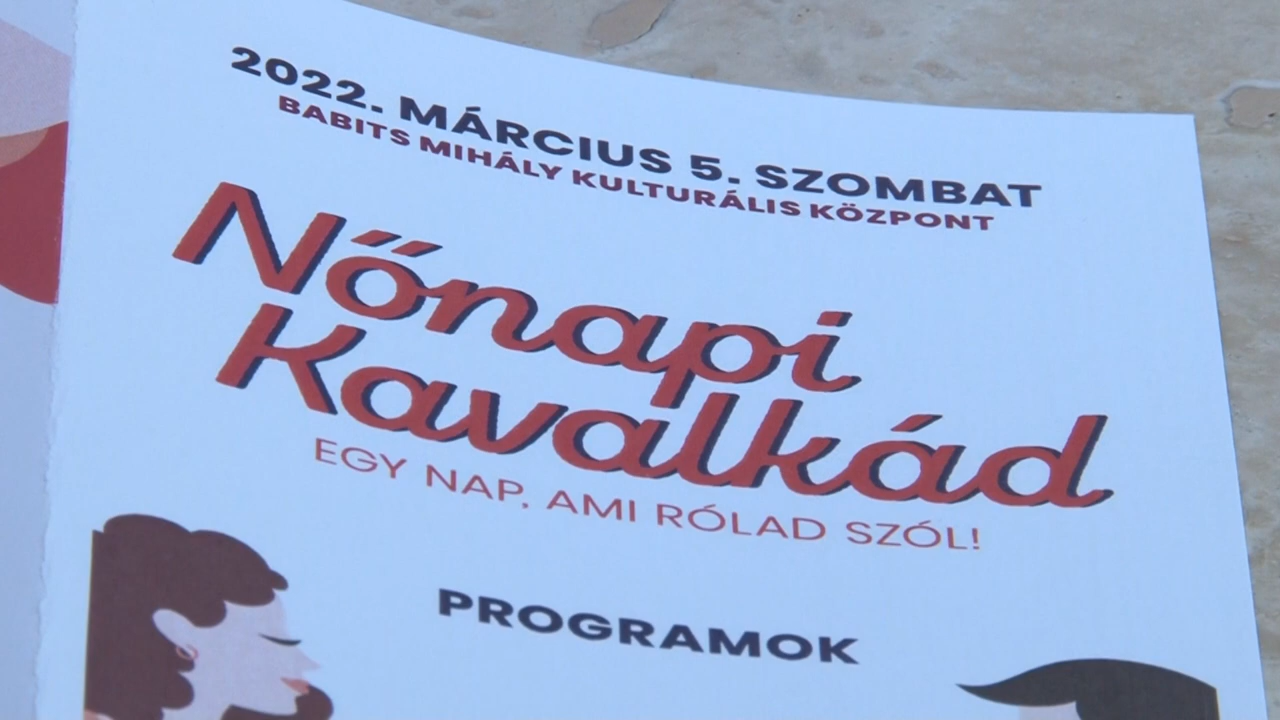 2022. MÁRCIUS 5. SZOMBAT
BABITS MIHÁLY KULTURÁLIS KÖZPONT
Nőnapi
Kavalkád
EGY NAP, AMI RÓLAD SZÓL!
PROGRAMOK